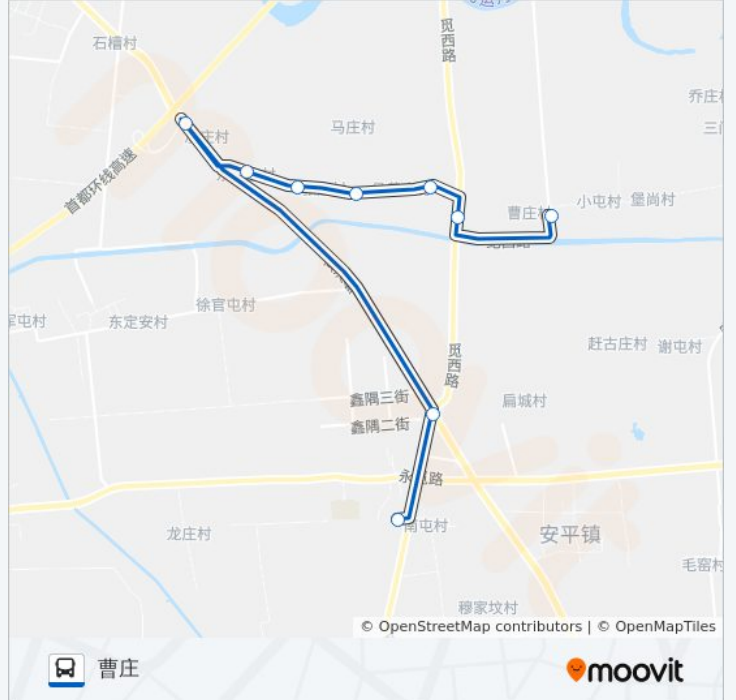 石槽村
觅西路
马庄村
乔庄
庄村
首都环线高速
小屯村
堡尚村
曹庄
徐官屯村
东定安村
屯村
觅西路
赶古庄村
谢屯村
鑫隅三街
扁城村
鑫隅二街
路
龙庄村
南屯村
安平镇
毛窑村
穆家坟村
© OpenStreetMap contributors | © OpenMapTiles
曹庄
moovit